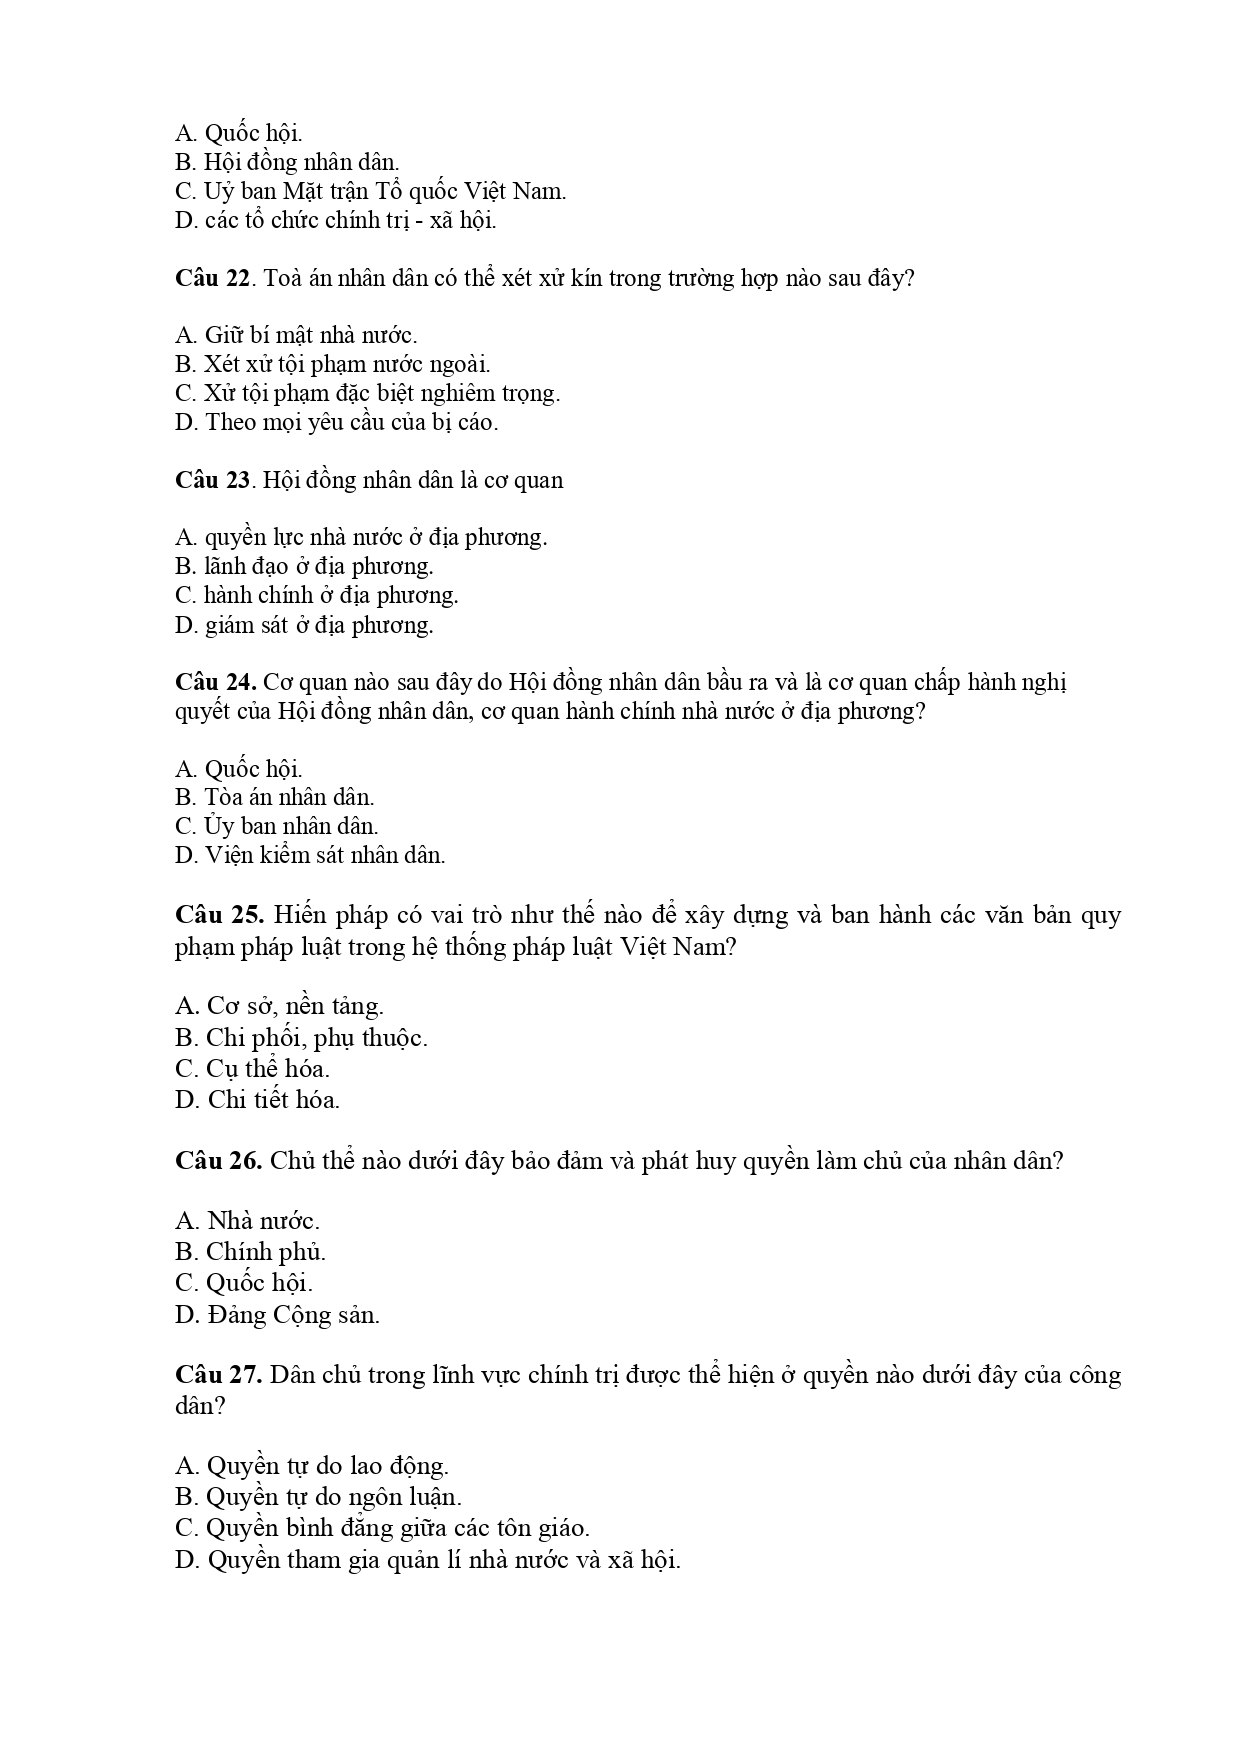 A. Quốc hội.
B. Hội đồng nhân dân.
C. Uỷ ban Mặt trận Tổ quốc Việt Nam.
D. các tổ chức chính trị - xã hội.
Câu 22. Toà án nhân dân có thể xét xử kín trong trường hợp nào sau đây?
A. Giữ bí mật nhà nước.
B. Xét xử tội phạm nước ngoài.
C. Xử tội phạm đặc biệt nghiêm trọng.
D. Theo mọi yêu cầu của bị cáo.
Câu 23. Hội đồng nhân dân là cơ quan
A. quyền lực nhà nước ở địa phương.
B. lãnh đạo ở địa phương.
C. hành chính ở địa phương.
D. giám sát ở địa phương.
Câu 24. Cơ quan nào sau đây do Hội đồng nhân dân bầu ra và là cơ quan chấp hành nghị
quyết của Hội đồng nhân dân, cơ quan hành chính nhà nước ở địa phương?
A. Quốc hội.
B. Tòa án nhân dân.
C. Ủy ban nhân dân.
D. Viện kiểm sát nhân dân.
Câu 25. Hiến pháp có vai trò như thế nào để xây dựng và ban hành các văn bản quy
phạm pháp luật trong hệ thống pháp luật Việt Nam?
A. Cơ sở, nền tảng.
B. Chi phối, phụ thuộc.
C. Cụ thể hóa.
D. Chi tiết hóa.
Câu 26. Chủ thể nào dưới đây bảo đảm và phát huy quyền làm chủ của nhân dân?
A. Nhà nước.
B. Chính phủ.
C. Quốc hội.
D. Đảng Cộng sản.
Câu 27. Dân chủ trong lĩnh vực chính trị được thể hiện ở quyền nào dưới đây của công
dân?
A. Quyền tự do lao động.
B. Quyền tự do ngôn luận.
C. Quyền bình đẳng giữa các tôn giáo.
D. Quyền tham gia quản lí nhà nước và xã hội.